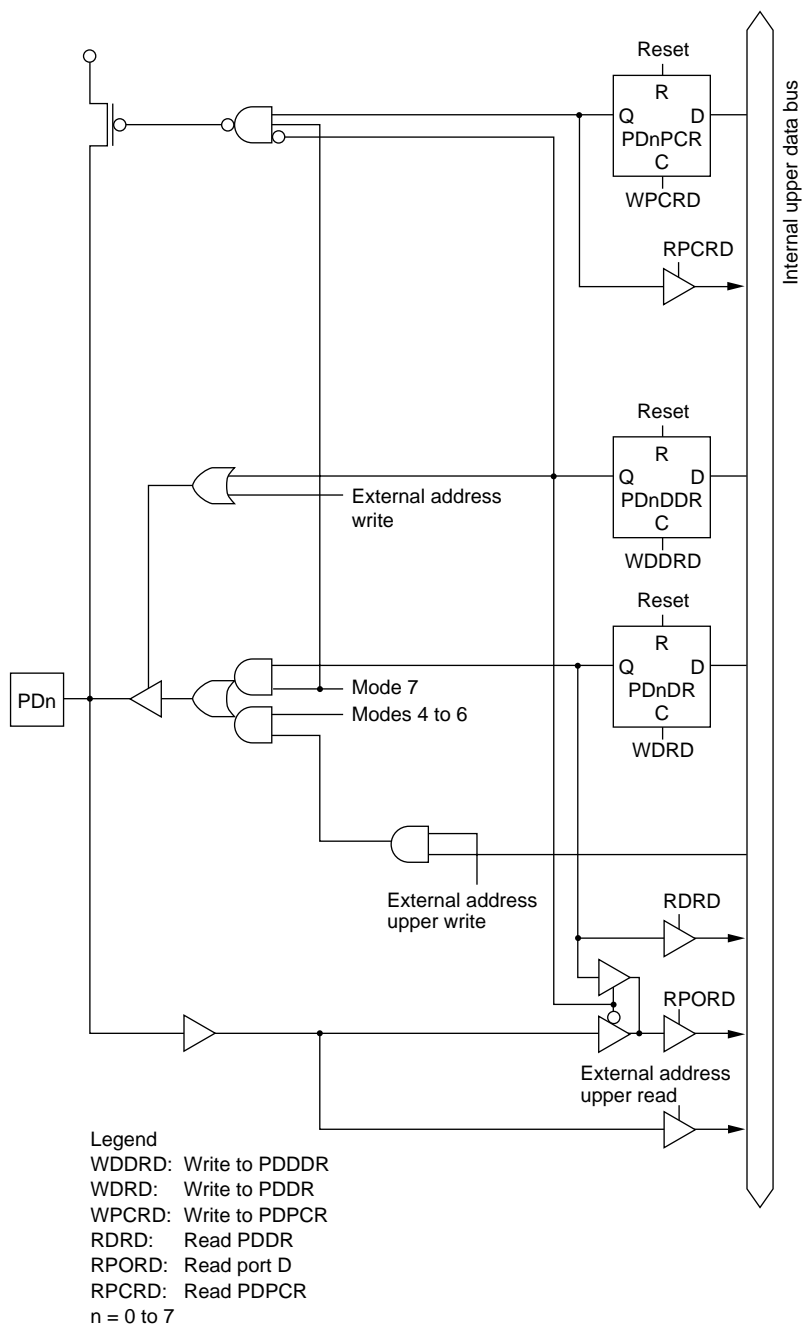 Reset
R
Q
D
PDnPCR
C
WPCRD
Internal upper data bus
RPCRD
Reset
R
Q
D
External address
write
PDnDDR
C
WDDRD
Reset
R
Q
D
PDn
Mode 7
Modes 4 to 6
PDnDR
C
WDRD
External address
upper write
RDRD
RPORD
External address
upper read
Legend
WDDRD: Write to PDDDR
WDRD: Write to PDDR
WPCRD: Write to PDPCR
RDRD: Read PDDR
RPORD: Read port D
RPCRD: Read PDPCR
n = 0 to 7